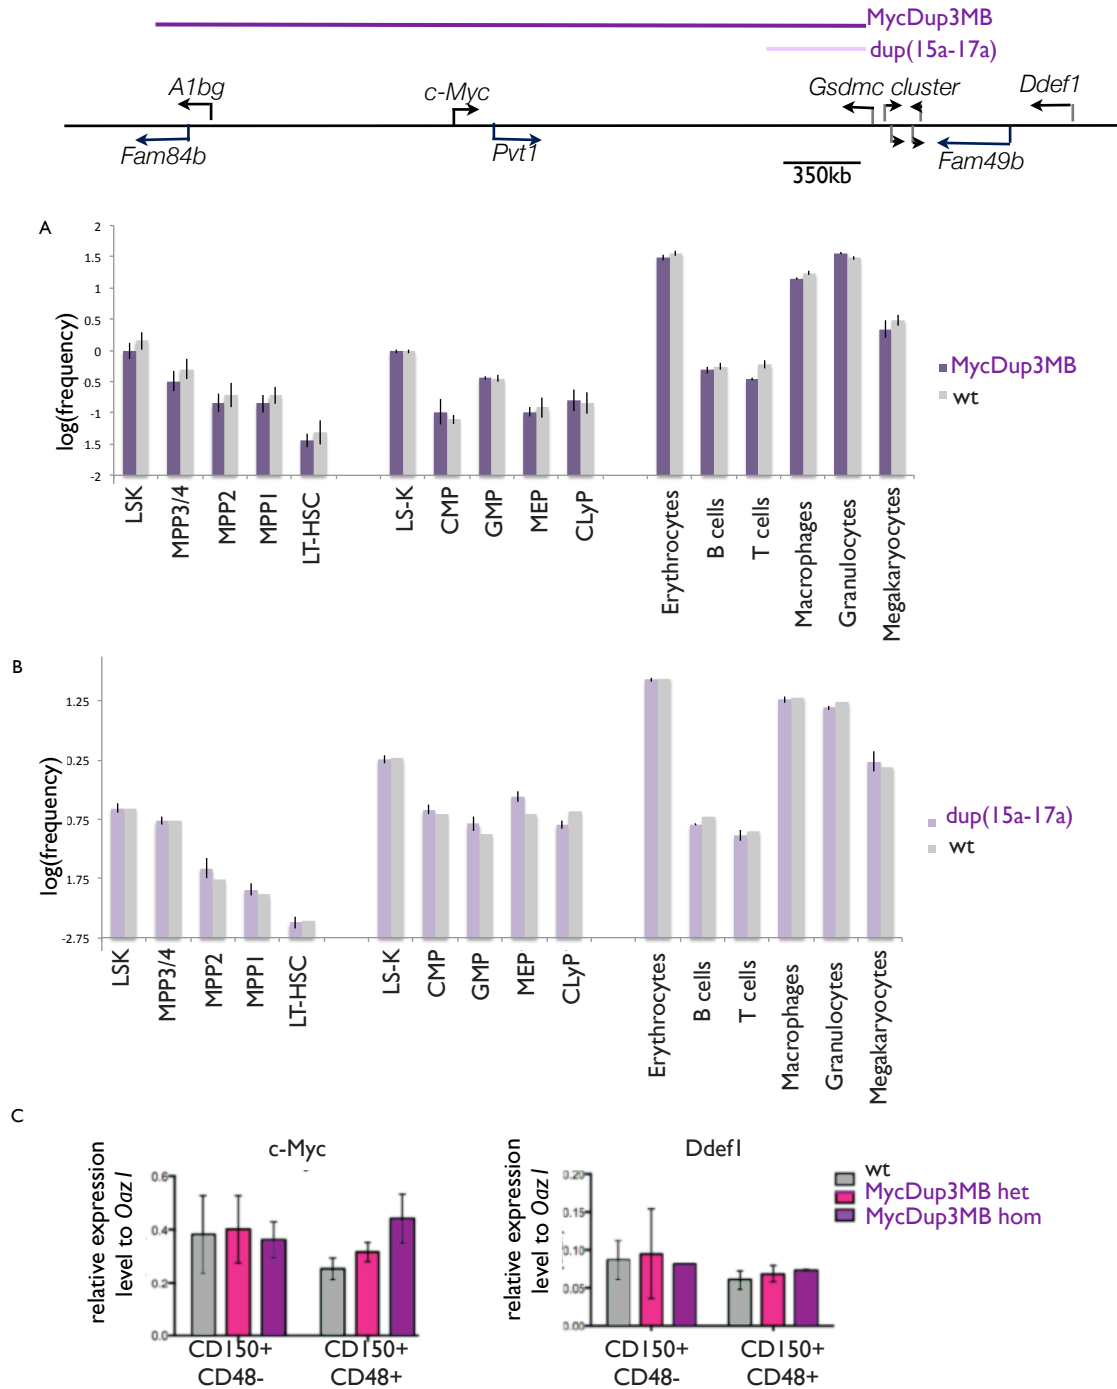 MycDup3MB
dup(15a-17a)
A1bg
c-Myc
Gsdmc cluster
Ddef1
Fam84b
Pvt1
Fam49b
350kb
A
log(frequency)
2
1.5
1
0.5
0
0.5
-1
1.5
-2
LSK
MPP3/4
MPP2
MPP1
LT-HSC
LS-K
CMP
GMP
MEP
CLyP
Erythrocytes
B cells
T cells
Macrophages
Granulocytes
Megakaryocytes
MycDup3MB
wt
B
log(frequency)
1.25
0.25
0.75
1.75
-2.75
LSK
MPP3/4
MPP2
MPP1
LT-HSC
LS-K
CMP
GMP
MEP
CLyP
Erythrocytes
B cells
T cells
Macrophages
Granulocytes
Megakaryocytes
dup(15a-17a)
wt
C
c-Myc
relative expression
level to Oaz1
0.6
0.4
0.2
0.0
CD150+
CD48-
CD150+
CD48+
Ddef1
relative expression
level to Oaz1
0.20
0.15
0.10
0.05
0.00
CD150+
CD48-
CD150+
CD48+
wt
MycDup3MB het
MycDup3MB hom